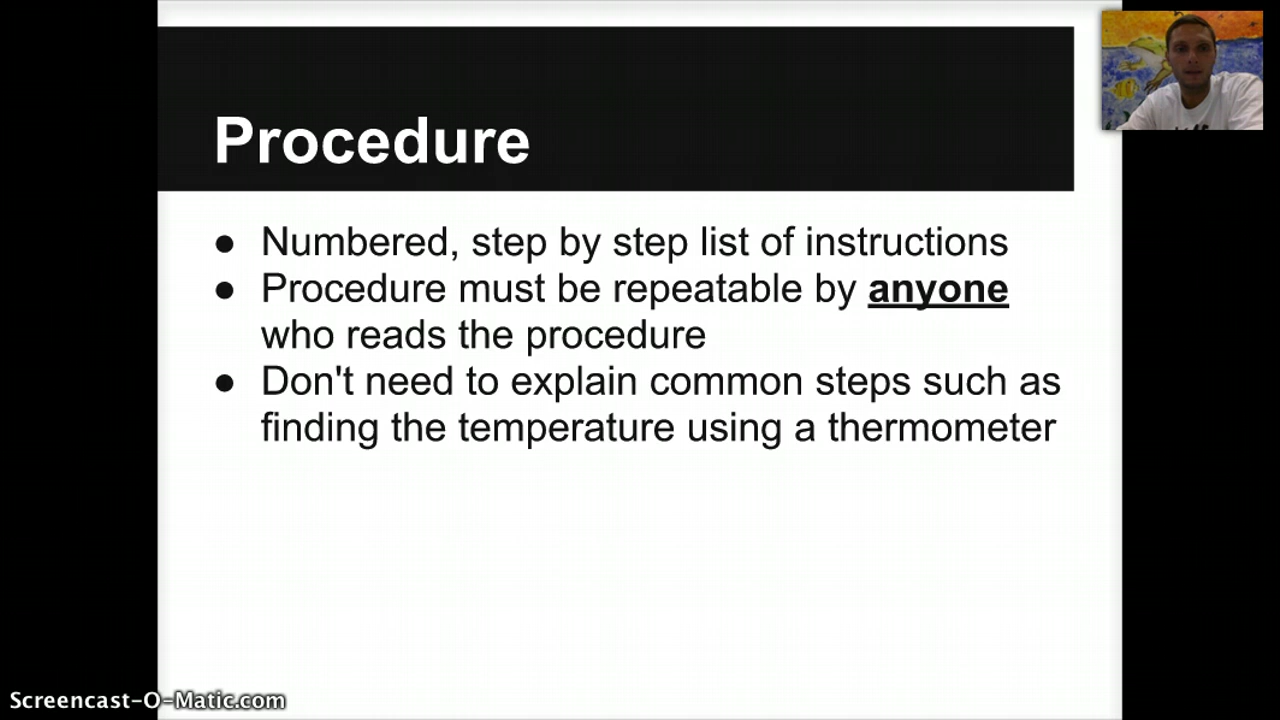 Procedure
● Numbered, step by step list of instructions
● Procedure must be repeatable by anyone
who reads the procedure
● Don't need to explain common steps such as
finding the temperature using a thermometer
Screencast-O-Matic.com